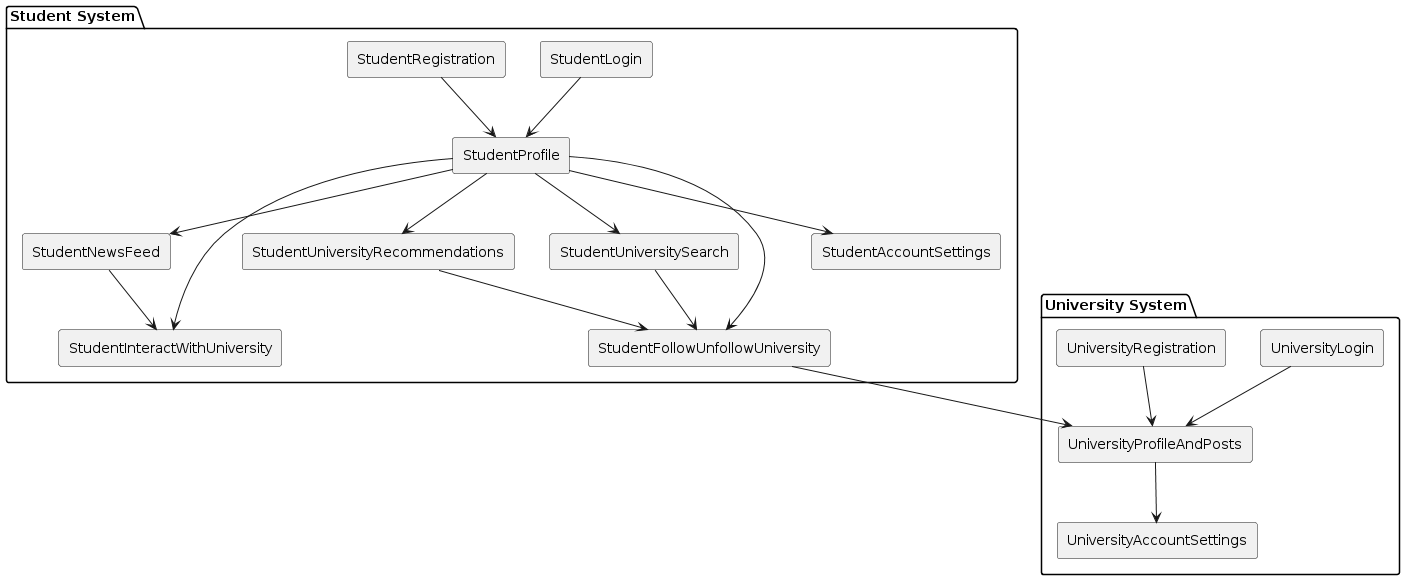 Student System
StudentRegistration
StudentLogin
StudentProfile
StudentNewsFeed
StudentUniversityRecommendations
StudentUniversitySearch
StudentAccountSettings
StudentInteractWithUniversity
StudentFollowUnfollowUniversity
University System
UniversityRegistration
UniversityLogin
UniversityProfileAndPosts
UniversityAccountSettings